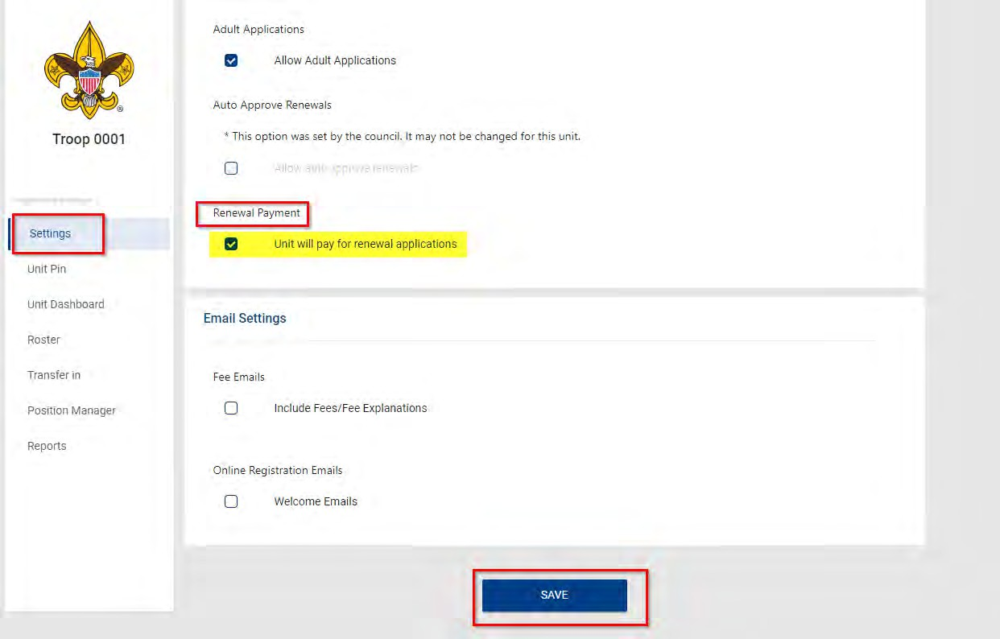 Adult Applications
Allow Adult Applications
Auto Approve Renewals
* This option was set by the council. It may not be changed for this unit.
Allow auto approve renewals
Renewal Payment
Unit will pay for renewal applications
®
Troop 0001
Settings
Unit Pin
Unit Dashboard
Roster
Transfer in
Position Manager
Reports
Email Settings
Fee Emails
Include Fees/Fee Explanations
Online Registration Emails
Welcome Emails
SAVE